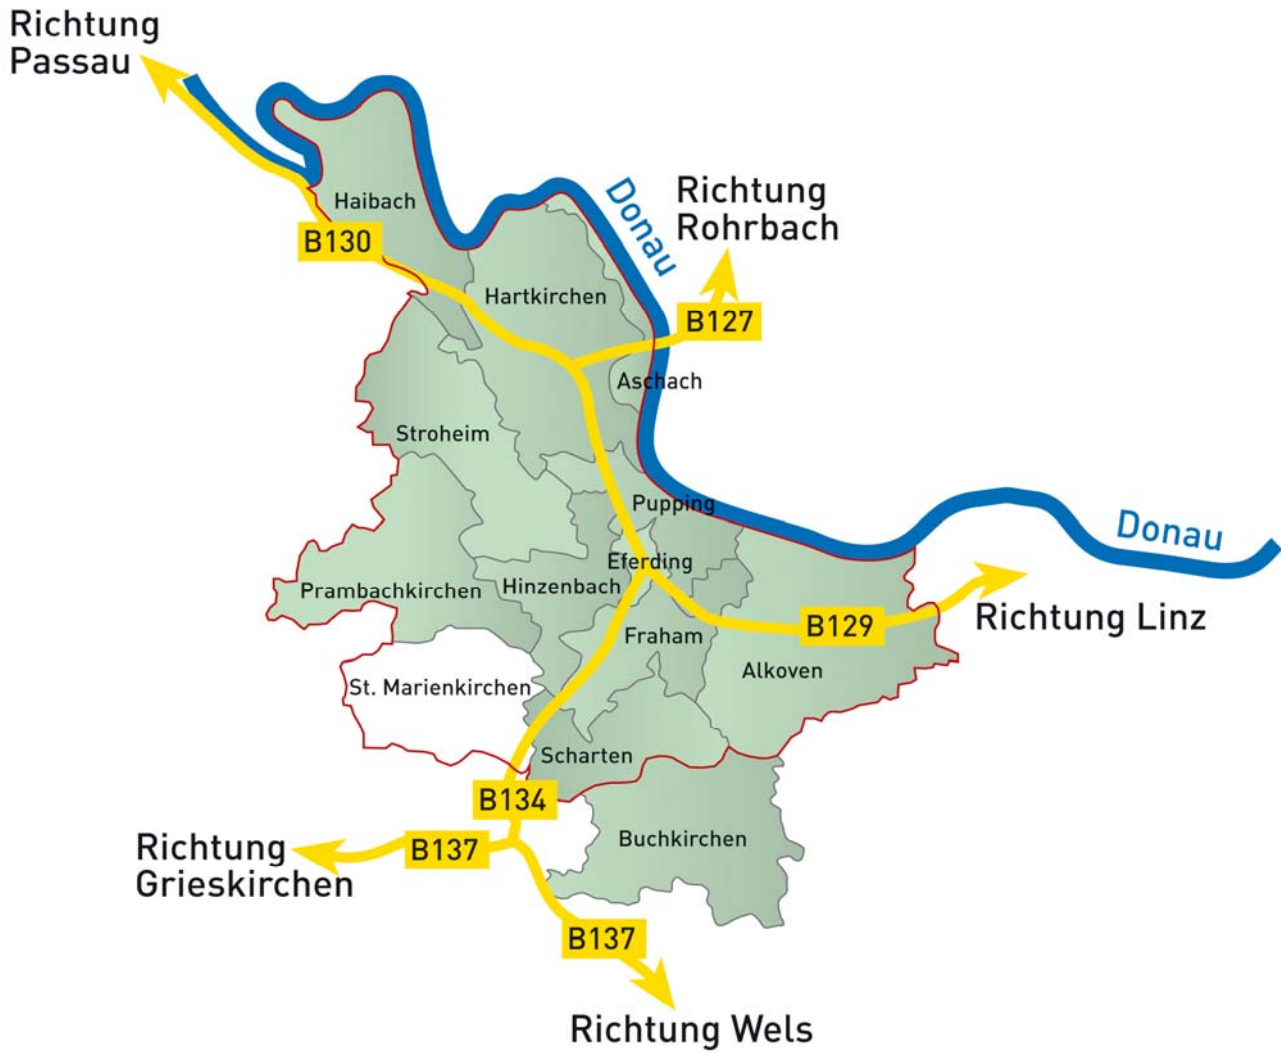 Richtung
Passau
Haibach
B130
Donau
Richtung
Rohrbach
Hartkirchen
B127
Aschach
Stroheim
Pupping
Donau
Eferding
Prambachkirchen
Hinzenbach
Richtung Linz
B129
Fraham
Alkoven
St. Marienkirchen
Scharten
B134
Buchkirchen
Richtung
Grieskirchen
B137
B137
Richtung Wels